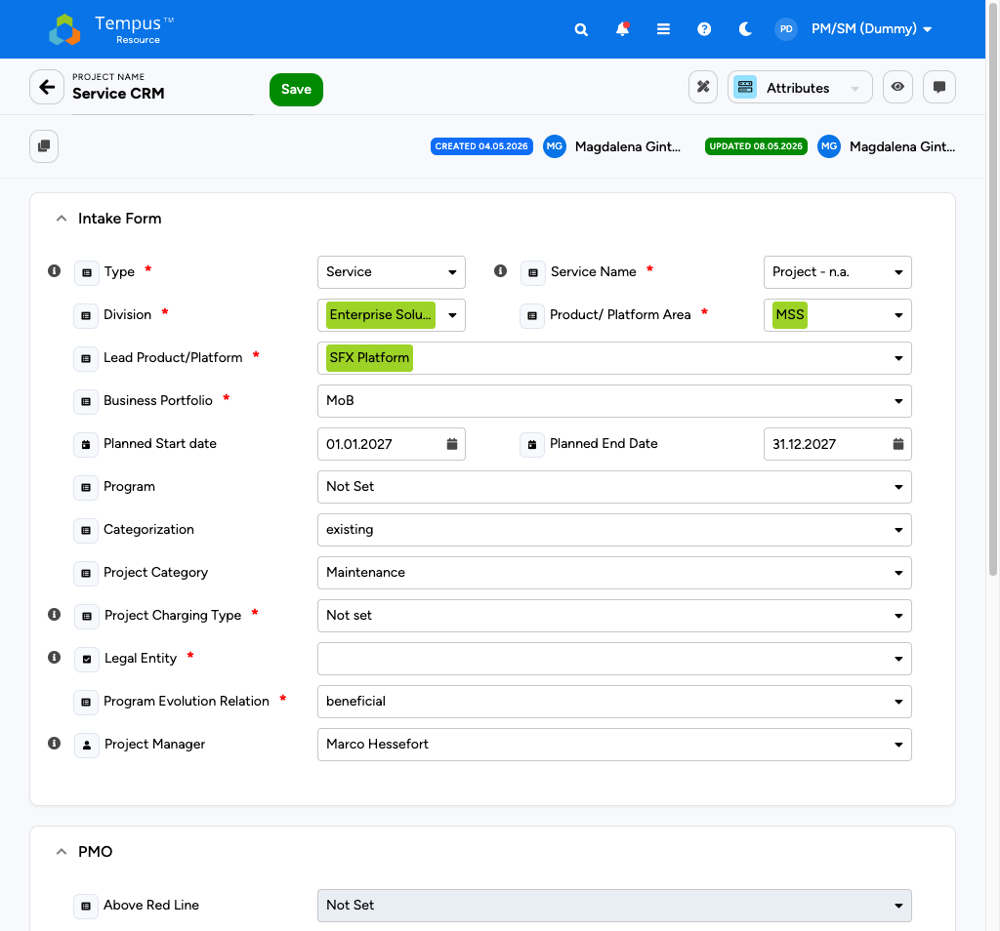 Tempus™
Resource
PD PM/SM (Dummy)
PROJECT NAME
Service CRM
Save
Attributes
CREATED 04.05.2026 MG Magdalena Gint... UPDATED 08.05.2026 MG Magdalena Gint...
Intake Form
Type * Service Service Name * Project - n.a.
Division * Enterprise Solu... Product/ Platform Area * MSS
Lead Product/Platform * SFX Platform
Business Portfolio * MoB
Planned Start date 01.01.2027 Planned End Date 31.12.2027
Program Not Set
Categorization existing
Project Category Maintenance
Project Charging Type * Not set
Legal Entity *
Program Evolution Relation * beneficial
Project Manager Marco Hessefort
PMO
Above Red Line Not Set